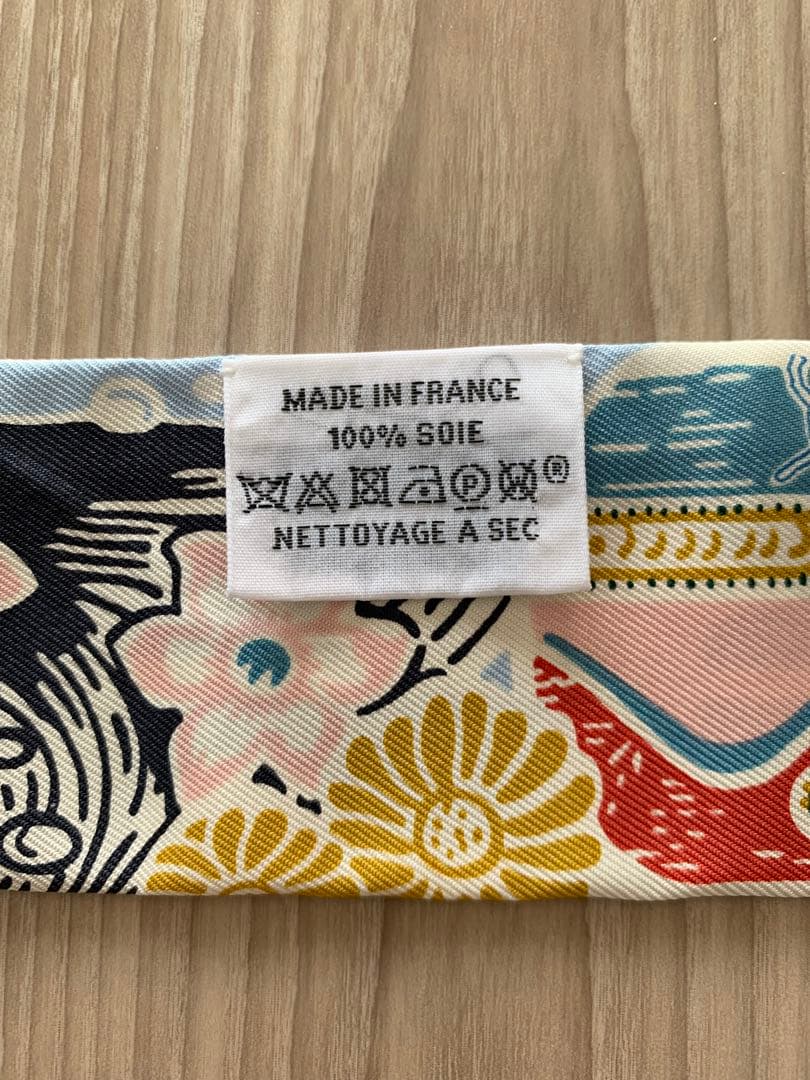 MADE IN FRANCE
100% SOIE
P ®
NETTOYAGE A SEC